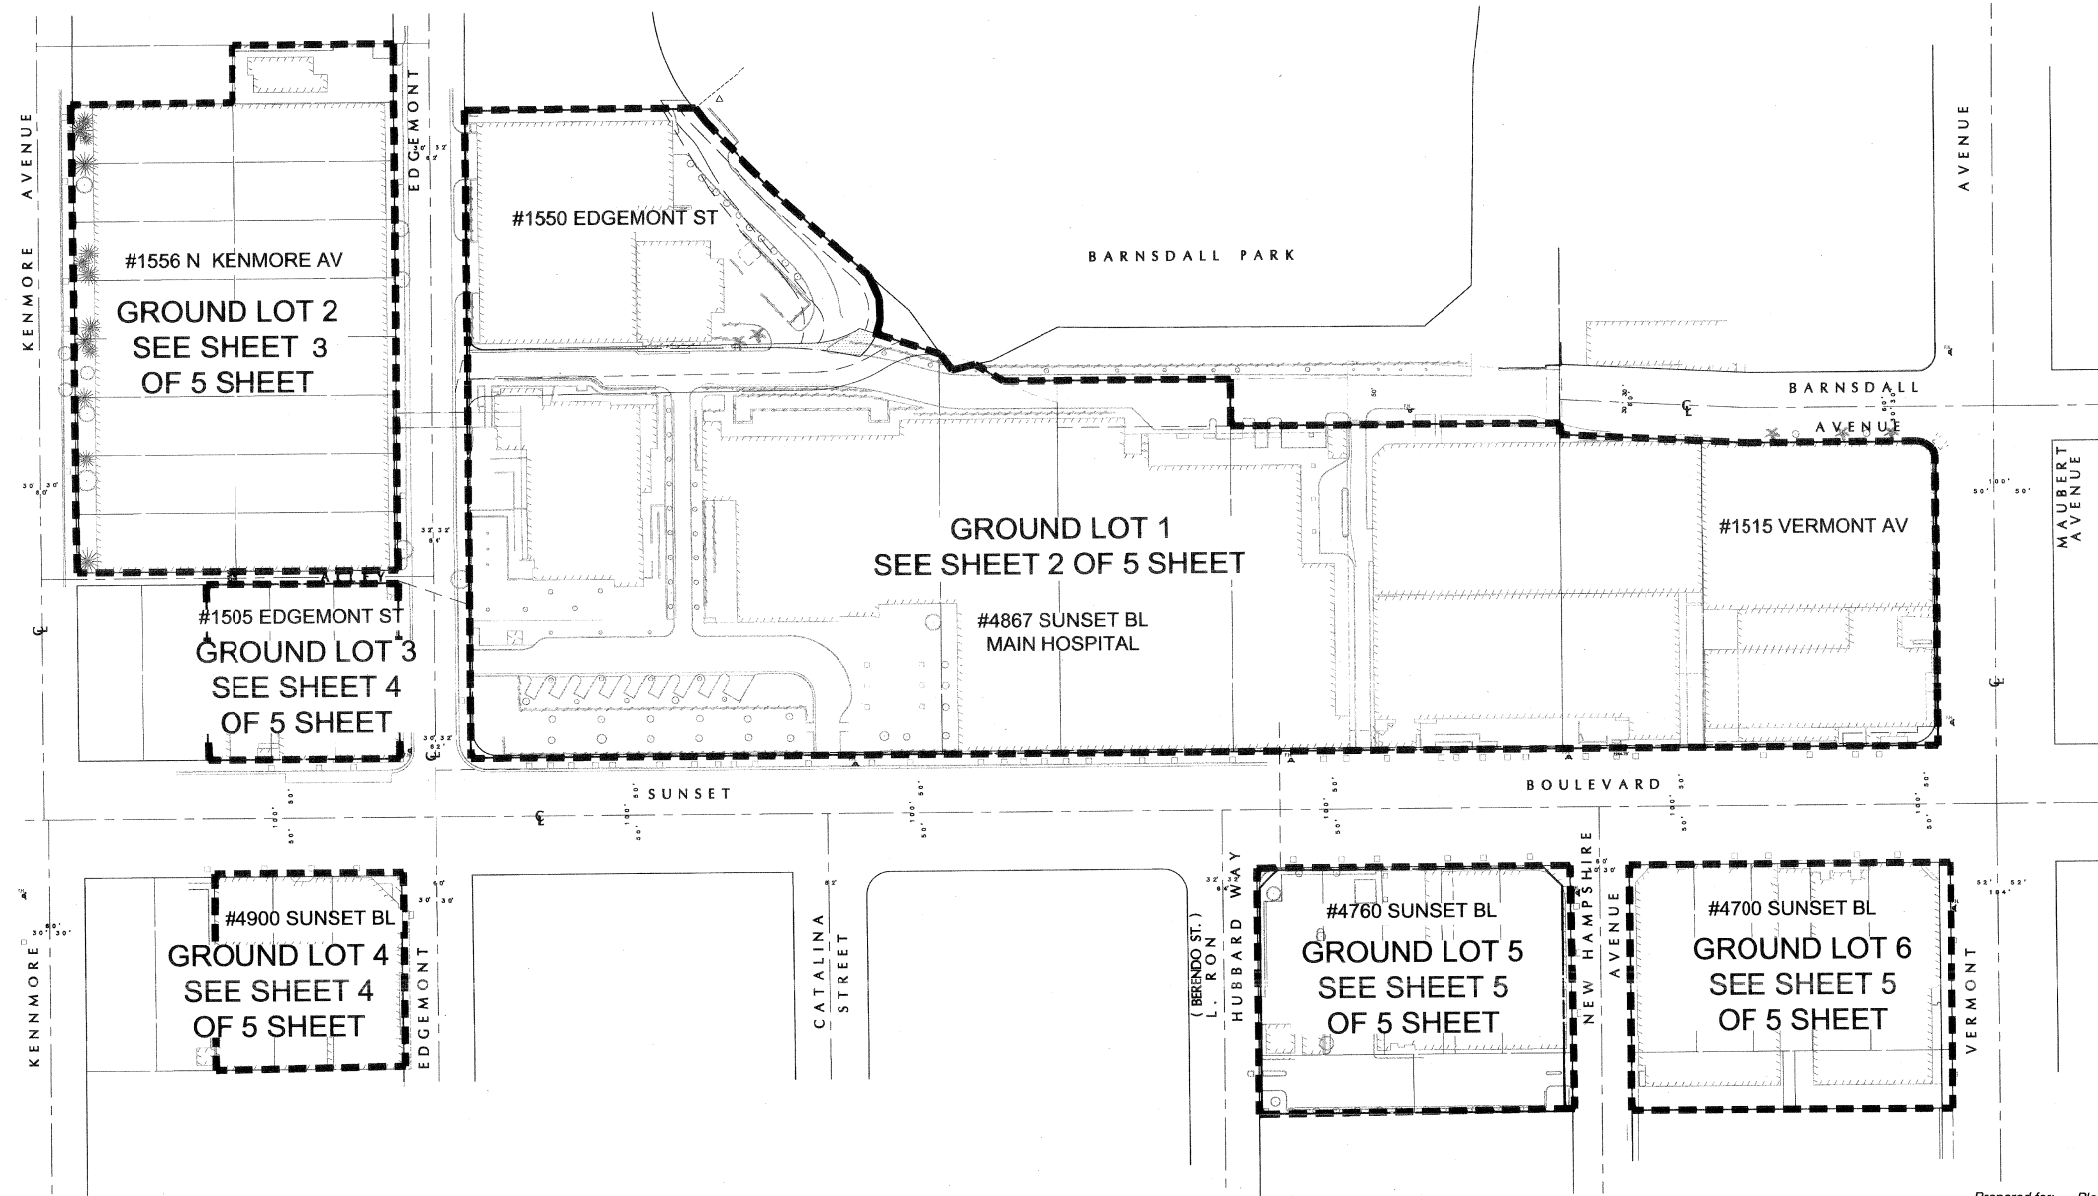 KENMORE AVENUE
EDGEMONT
#1556 N KENMORE AV
GROUND LOT 2
SEE SHEET 3
OF 5 SHEET
#1550 EDGEMONT ST
BARNSDALL PARK
AVENUE
BARNSDALL
AVENUE
MAUBERT
AVENUE
#1515 VERMONT AV
GROUND LOT 1
SEE SHEET 2 OF 5 SHEET
#4867 SUNSET BL
MAIN HOSPITAL
ALLEY
#1505 EDGEMONT ST
GROUND LOT 3
SEE SHEET 4
OF 5 SHEET
SUNSET
BOULEVARD
KENNMORE
#4900 SUNSET BL
GROUND LOT 4
SEE SHEET 4
OF 5 SHEET
EDGEMONT
CATALINA
STREET
( BERENDO ST. )
L. RON
HUBBARD WAY
#4760 SUNSET BL
GROUND LOT 5
SEE SHEET 5
OF 5 SHEET
NEW HAMPSHIRE
AVENUE
#4700 SUNSET BL
GROUND LOT 6
SEE SHEET 5
OF 5 SHEET
VERMONT